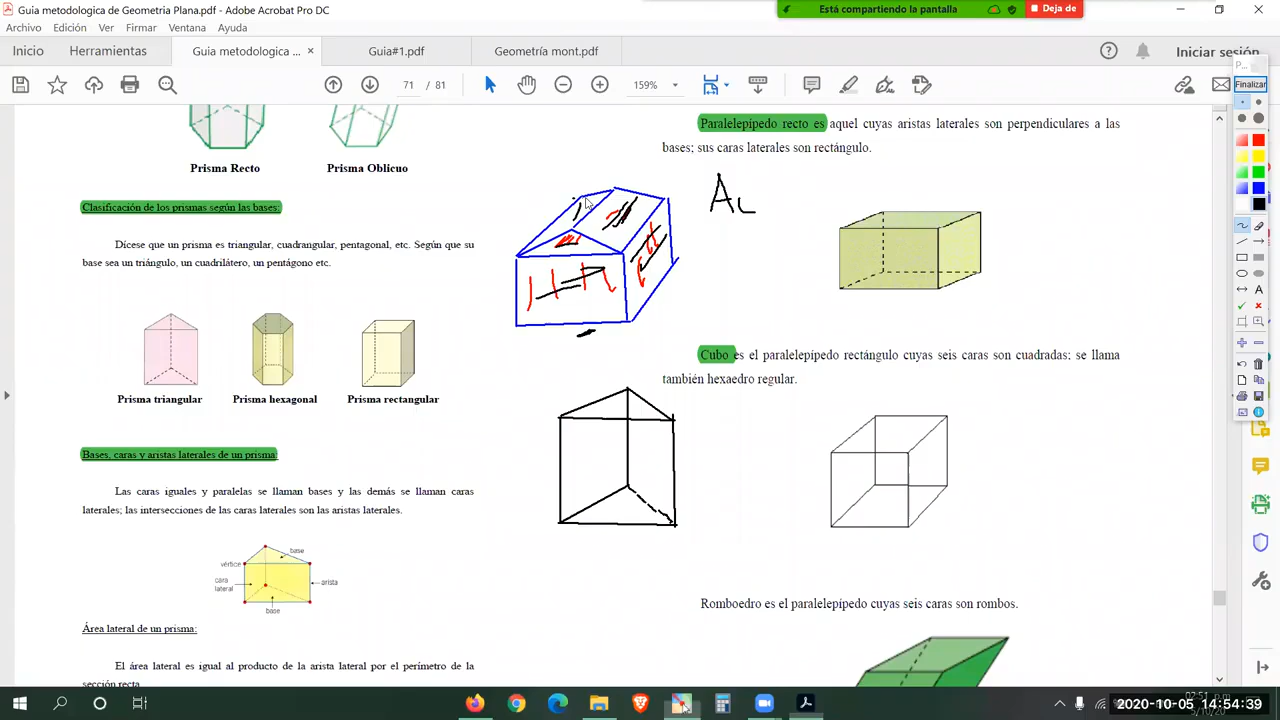 Guia metodologica de Geometria Plana.pdf - Adobe Acrobat Pro DC
Está compartiendo la pantalla
Deja de
Archivo Edición Ver Firmar Ventana Ayuda
Inicio Herramientas Guia metodologica ... Guia#1.pdf Geometría mont.pdf Iniciar sesión
71 / 81 159%
Finalizar
Prisma Recto Prisma Oblicuo
Clasificación de los prismas según las bases:
Dícese que un prisma es triangular, cuadrangular, pentagonal, etc. Según que su
base sea un triángulo, un cuadrilátero, un pentágono etc.
Prisma triangular Prisma hexagonal Prisma rectangular
Bases, caras y aristas laterales de un prisma:
Las caras iguales y paralelas se llaman bases y las demás se llaman caras
laterales; las intersecciones de las caras laterales son las aristas laterales.
base
vértice
cara
lateral
arista
base
Área lateral de un prisma:
El área lateral es igual al producto de la arista lateral por el perímetro de la
sección recta.
Paralelepípedo recto es aquel cuyas aristas laterales son perpendiculares a las
bases; sus caras laterales son rectángulo.
AL
Cubo es el paralelepípedo rectángulo cuyas seis caras son cuadradas; se llama
también hexaedro regular.
Romboedro es el paralelepípedo cuyas seis caras son rombos.
2020-10-05, 14:54:39